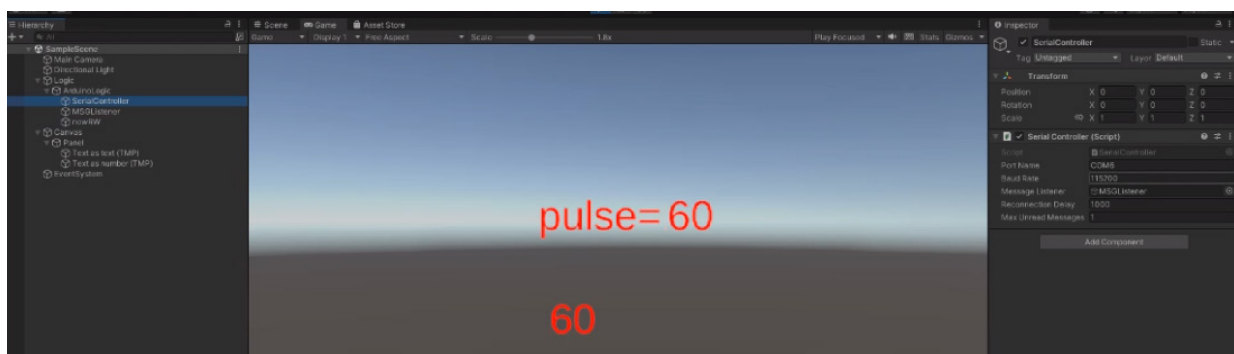 Hierarchy
Scene Game Asset Store
Inspector
All
Game Display 1 Free Aspect Scale 1.8x Play Focused Stats Gizmos
SerialController Static
Tag Untagged Layer Default
SampleScene
Main Camera
Directional Light
Logic
ArduinoLogic
SerialController
MSGListener
nowRW
Canvas
Panel
Text as text (TMP)
Text as number (TMP)
EventSystem
pulse= 60
60
Transform
Position X 0 Y 0 Z 0
Rotation X 0 Y 0 Z 0
Scale X 1 Y 1 Z 1
Serial Controller (Script)
Script SerialController
Port Name COM6
Baud Rate 115200
Message Listener MSGListener
Reconnection Delay 1000
Max Unread Messages 1
Add Component